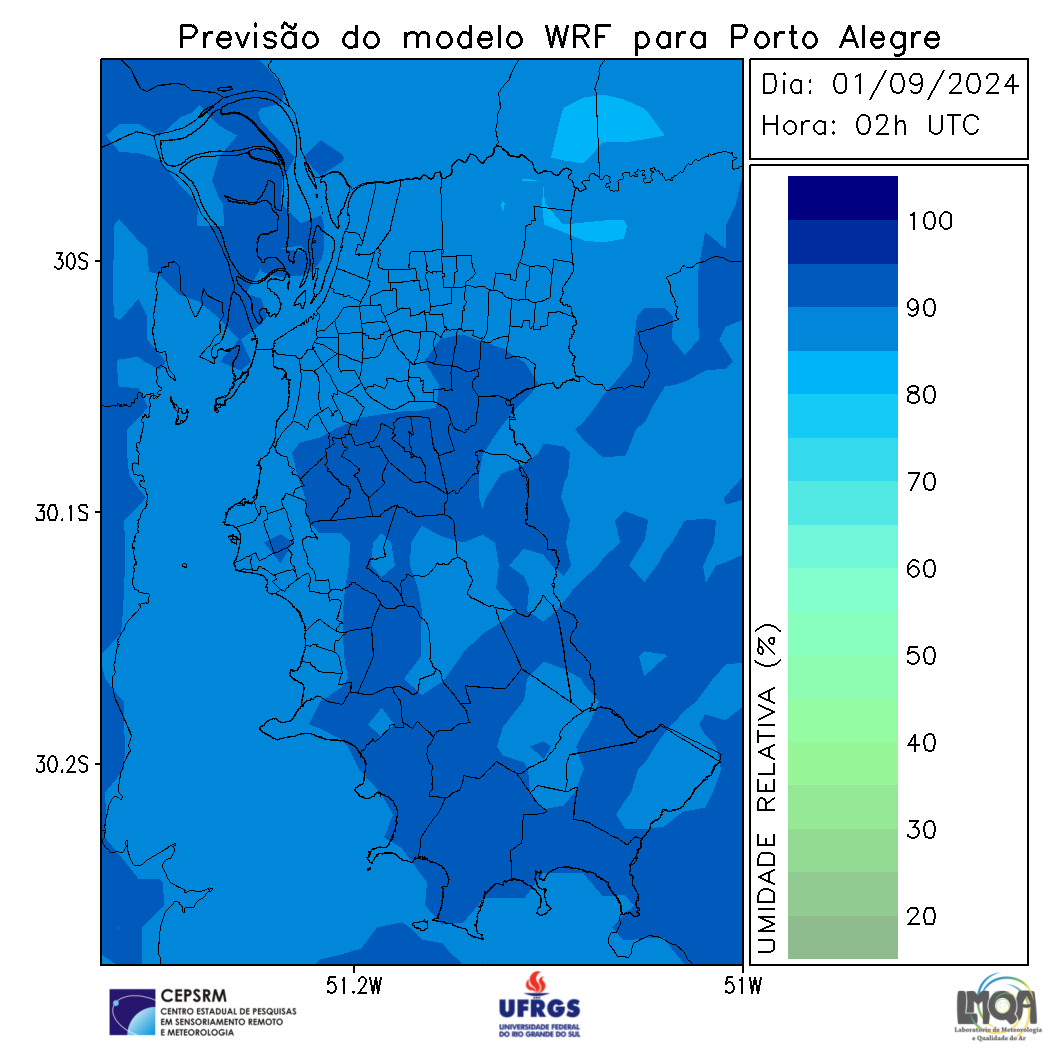 Previsão do modelo WRF para Porto Alegre
Dia: 01/09/2024
Hora: 02h UTC
30S
30.1S
30.2S
51.2W
51W
100
90
80
70
60
50
40
30
20
UMIDADE RELATIVA (%)
CEPSRM
CENTRO ESTADUAL DE PESQUISAS
EM SENSORIAMENTO REMOTO
E METEOROLOGIA
UFRGS
UNIVERSIDADE FEDERAL
DO RIO GRANDE DO SUL
LMQA
Laboratório de Meteorologia
e Qualidade do Ar